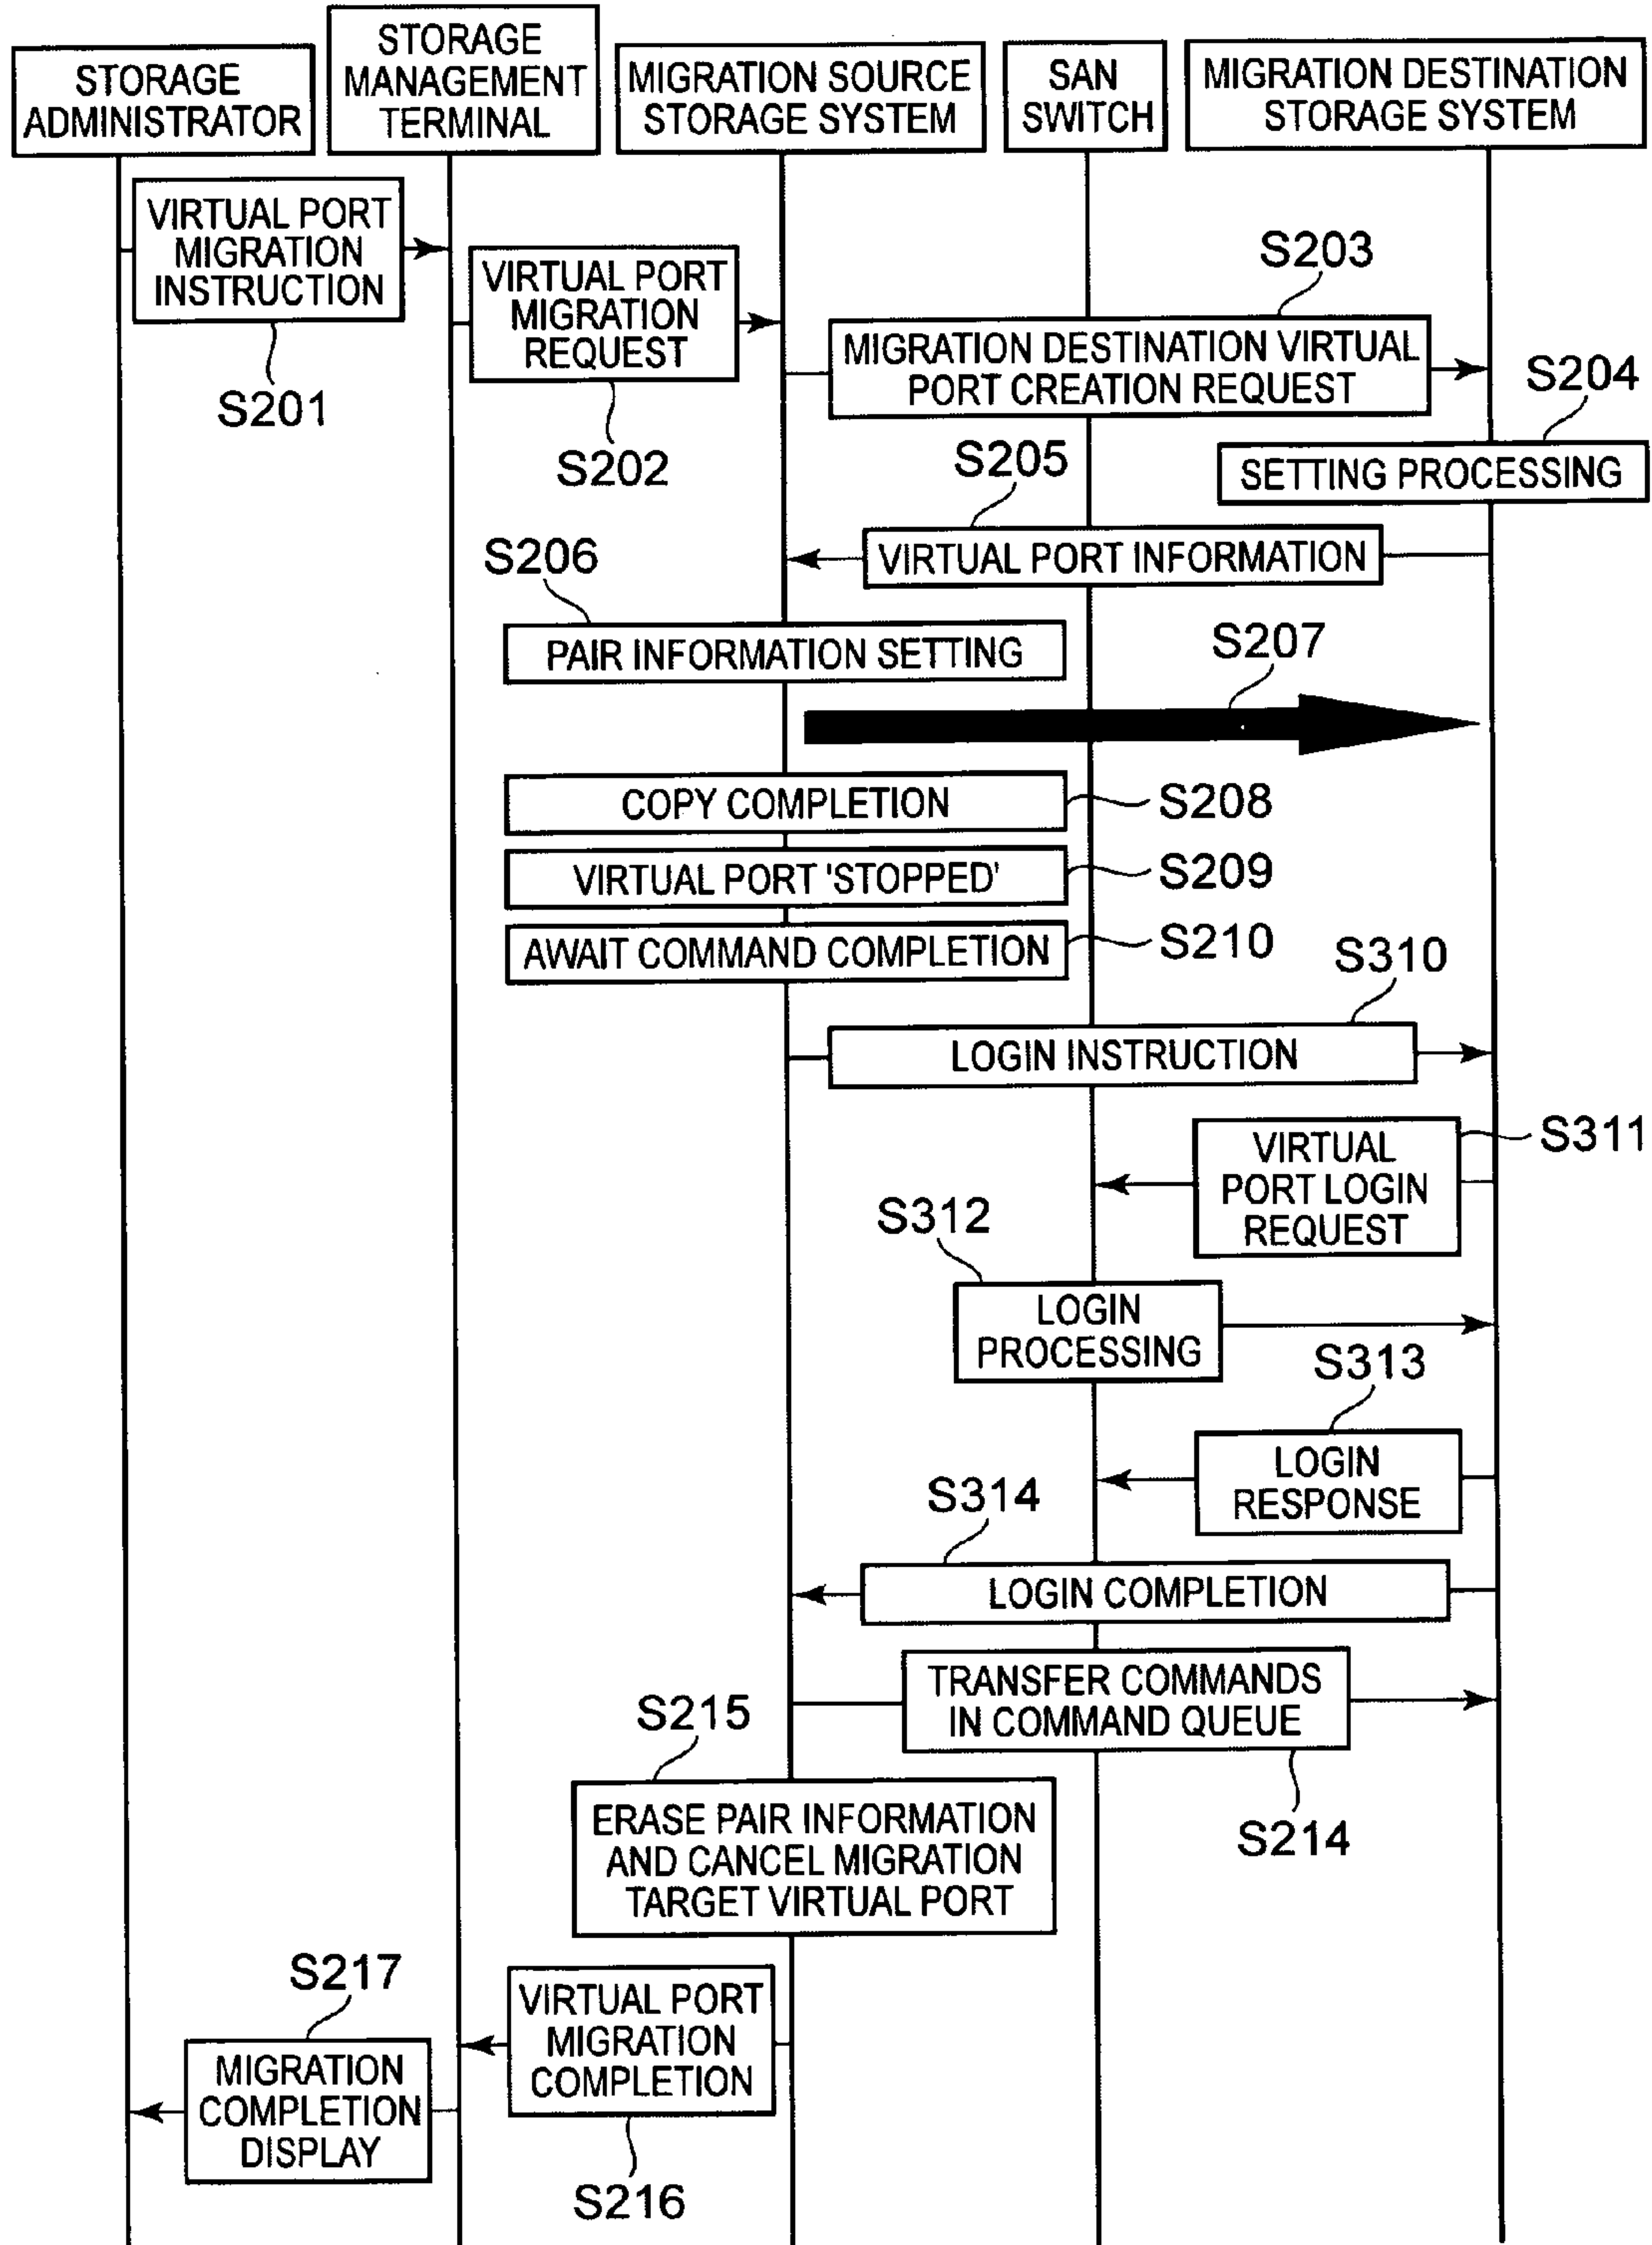 STORAGE
ADMINISTRATOR
STORAGE
MANAGEMENT
TERMINAL
MIGRATION SOURCE
STORAGE SYSTEM
SAN
SWITCH
MIGRATION DESTINATION
STORAGE SYSTEM
VIRTUAL PORT
MIGRATION
INSTRUCTION
S201
VIRTUAL PORT
MIGRATION
REQUEST
S202
S203
MIGRATION DESTINATION VIRTUAL
PORT CREATION REQUEST
S204
SETTING PROCESSING
S205
VIRTUAL PORT INFORMATION
S206
PAIR INFORMATION SETTING
S207
COPY COMPLETION
S208
VIRTUAL PORT 'STOPPED'
S209
AWAIT COMMAND COMPLETION
S210
S310
LOGIN INSTRUCTION
VIRTUAL
PORT LOGIN
REQUEST
S311
S312
LOGIN
PROCESSING
S313
LOGIN
RESPONSE
S314
LOGIN COMPLETION
TRANSFER COMMANDS
IN COMMAND QUEUE
S214
S215
ERASE PAIR INFORMATION
AND CANCEL MIGRATION
TARGET VIRTUAL PORT
VIRTUAL PORT
MIGRATION
COMPLETION
S216
S217
MIGRATION
COMPLETION
DISPLAY